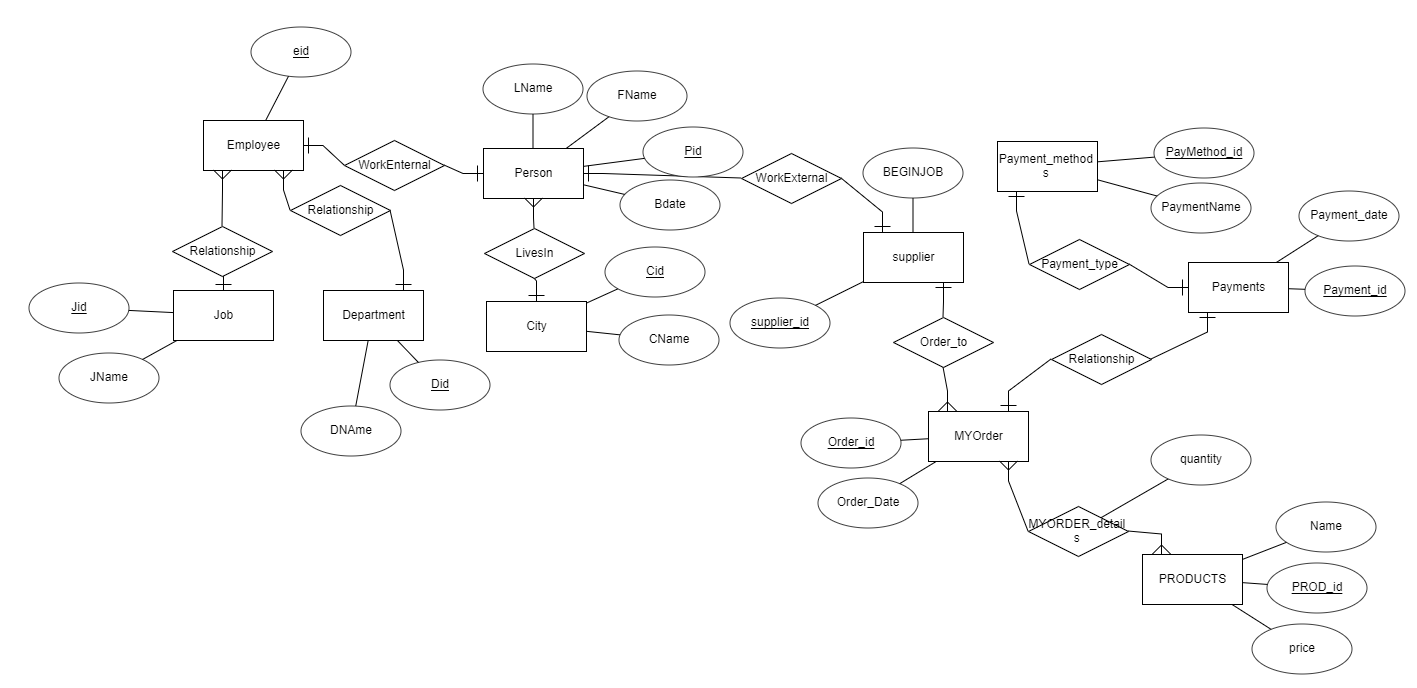 eid
LName
FName
Employee
Pid
Payment_method
s
PayMethod_id
WorkEnternal
Person
WorkExternal
BEGINJOB
Bdate
PaymentName
Relationship
Payment_date
Relationship
LivesIn
supplier
Payment_type
Cid
Payments
Payment_id
Jid
Job
Department
City
supplier_id
CName
Order_to
Relationship
JName
Did
DNAme
Order_id
MYOrder
quantity
Order_Date
MYORDER_detail
s
Name
PRODUCTS
PROD_id
price